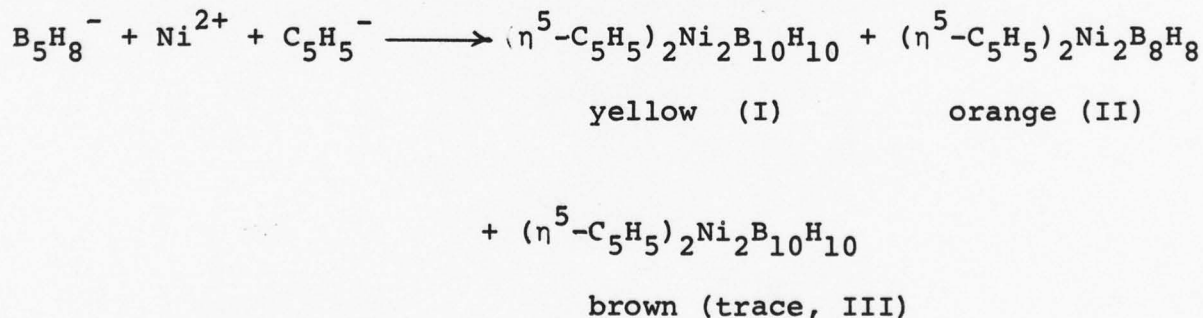 B₅H₈⁻ + Ni²⁺ + C₅H₅⁻ ⟶ (η⁵-C₅H₅)₂Ni₂B₁₀H₁₀ + (η⁵-C₅H₅)₂Ni₂B₈H₈
yellow (I) orange (II)
+ (η⁵-C₅H₅)₂Ni₂B₁₀H₁₀
brown (trace, III)